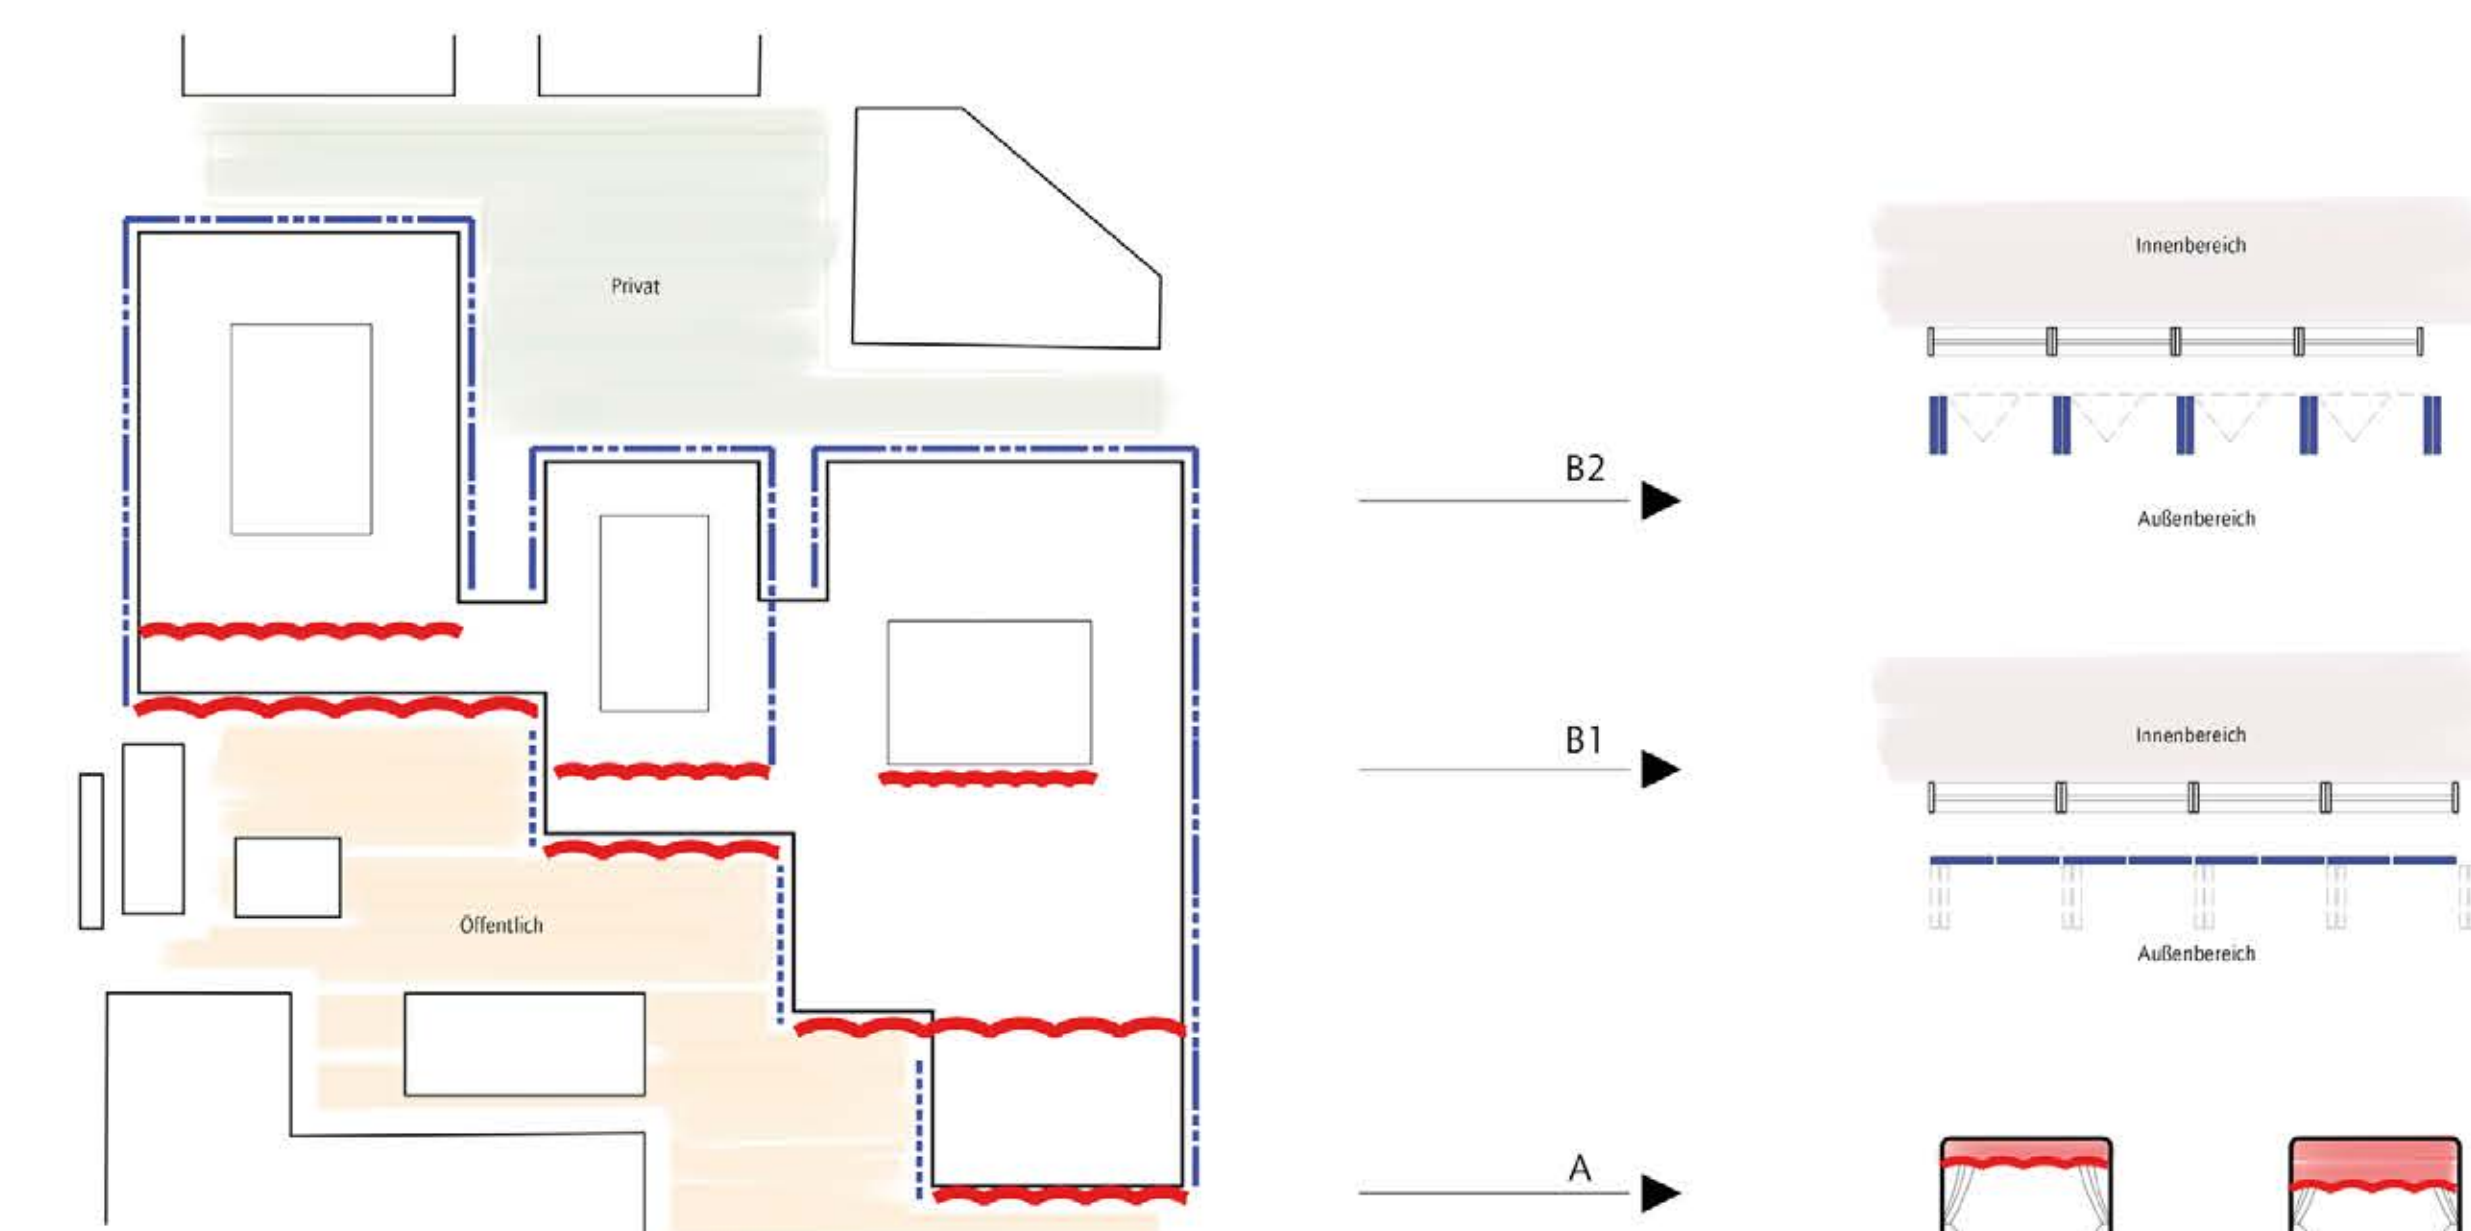 Privat
Öffentlich
B2
Innenbereich
Außenbereich
B1
Innenbereich
Außenbereich
A